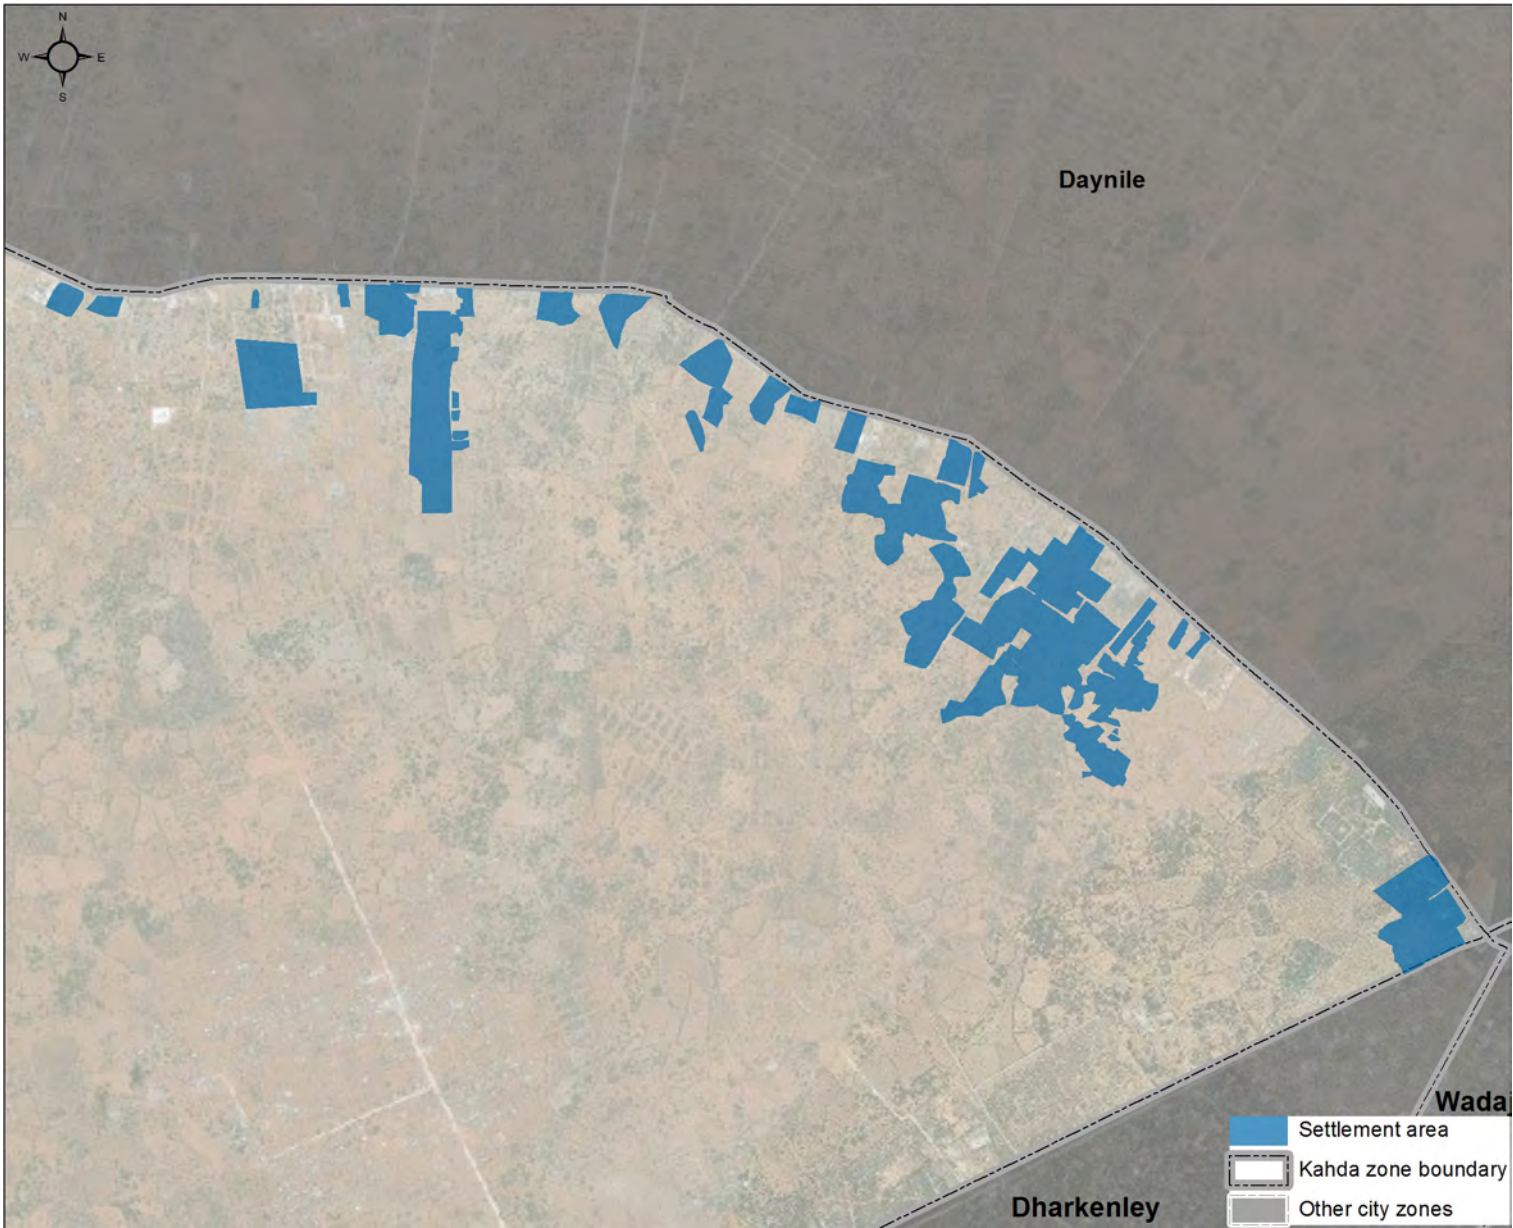 N
W E
S
Daynile
Wadaj
Settlement area
Kahda zone boundary
Dharkenley
Other city zones